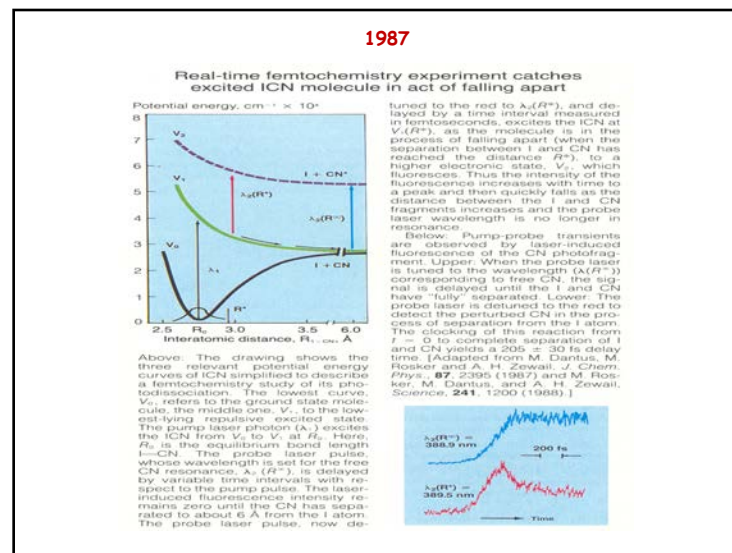 1987
Real-time femtochemistry experiment catches
excited ICN molecule in act of falling apart
Potential energy, cm⁻¹ × 10⁴
8
7
6
5
4
3
2
1
0
V₂
V₁
V₀
I + CN*
λ₂(R*)
λ₂(R∞)
I + CN
λ₁
R*
2.5
R₀
3.0
5.0
6.0
Interatomic distance, R I–CN, Å
Above: The drawing shows the
three relevant potential energy
curves of ICN simplified to describe
a femtochemistry study of its pho-
todissociation. The lowest curve,
V₀, refers to the ground state mole-
cule, the middle one, V₁, to the low-
est-lying repulsive excited state.
The pump laser photon (λ₁) excites
the ICN from V₀ to V₁ at R₀. Here,
R₀ is the equilibrium bond length
I—CN. The probe laser pulse,
whose wavelength is set for the free
CN resonance, λ₂ (R∞), is delayed
by variable time intervals with re-
spect to the pump pulse. The laser-
induced fluorescence intensity re-
mains zero until the CN has sepa-
rated to about 6 Å from the I atom.
The probe laser pulse, now de-
tuned to the red to λ₂(R*), and de-
layed by a time interval measured
in femtoseconds, excites the ICN at
V₁(R*), as the molecule is in the
process of falling apart (when the
separation between I and CN has
reached the distance R*), to a
higher electronic state, V₂, which
fluoresces. Thus the intensity of the
fluorescence increases with time to
a peak and then quickly falls as the
distance between the I and CN
fragments increases and the probe
laser wavelength is no longer in
resonance.
Below: Pump-probe transients
are observed by laser-induced
fluorescence of the CN photofrag-
ment. Upper: When the probe laser
is tuned to the wavelength (λ(R∞))
corresponding to free CN, the sig-
nal is delayed until the I and CN
have "fully" separated. Lower: The
probe laser is detuned to the red to
detect the perturbed CN in the pro-
cess of separation from the I atom.
The clocking of this reaction from
t = 0 to complete separation of I
and CN yields a 205 ± 30 fs delay
time. [Adapted from M. Dantus, M.
Rosker and A. H. Zewail, J. Chem.
Phys., 87, 2395 (1987) and M. Ros-
ker, M. Dantus, and A. H. Zewail,
Science, 241, 1200 (1988).]
λ₂(R∞) =
388.9 nm
200 fs
λ₂(R*) =
389.5 nm
Time